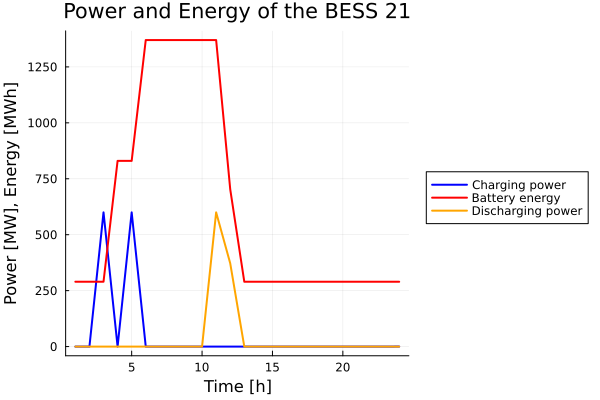 Power and Energy of the BESS 21
Power [MW], Energy [MWh]
1250
1000
750
500
250
0
5
10
15
20
Time [h]
Charging power
Battery energy
Discharging power